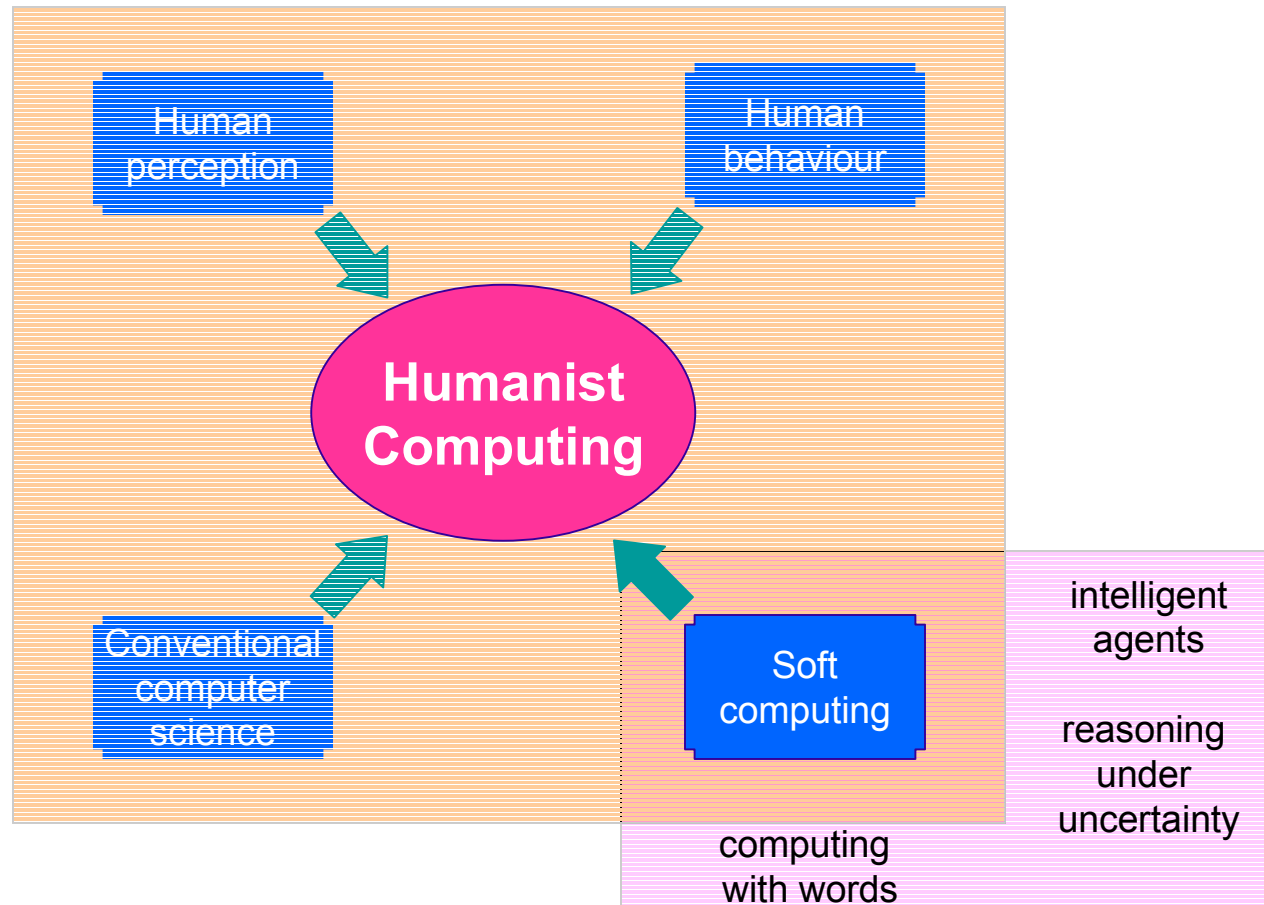 Human
perception
Human
behaviour
Humanist
Computing
Conventional
computer
science
Soft
computing
intelligent
agents
reasoning
under
uncertainty
computing
with words